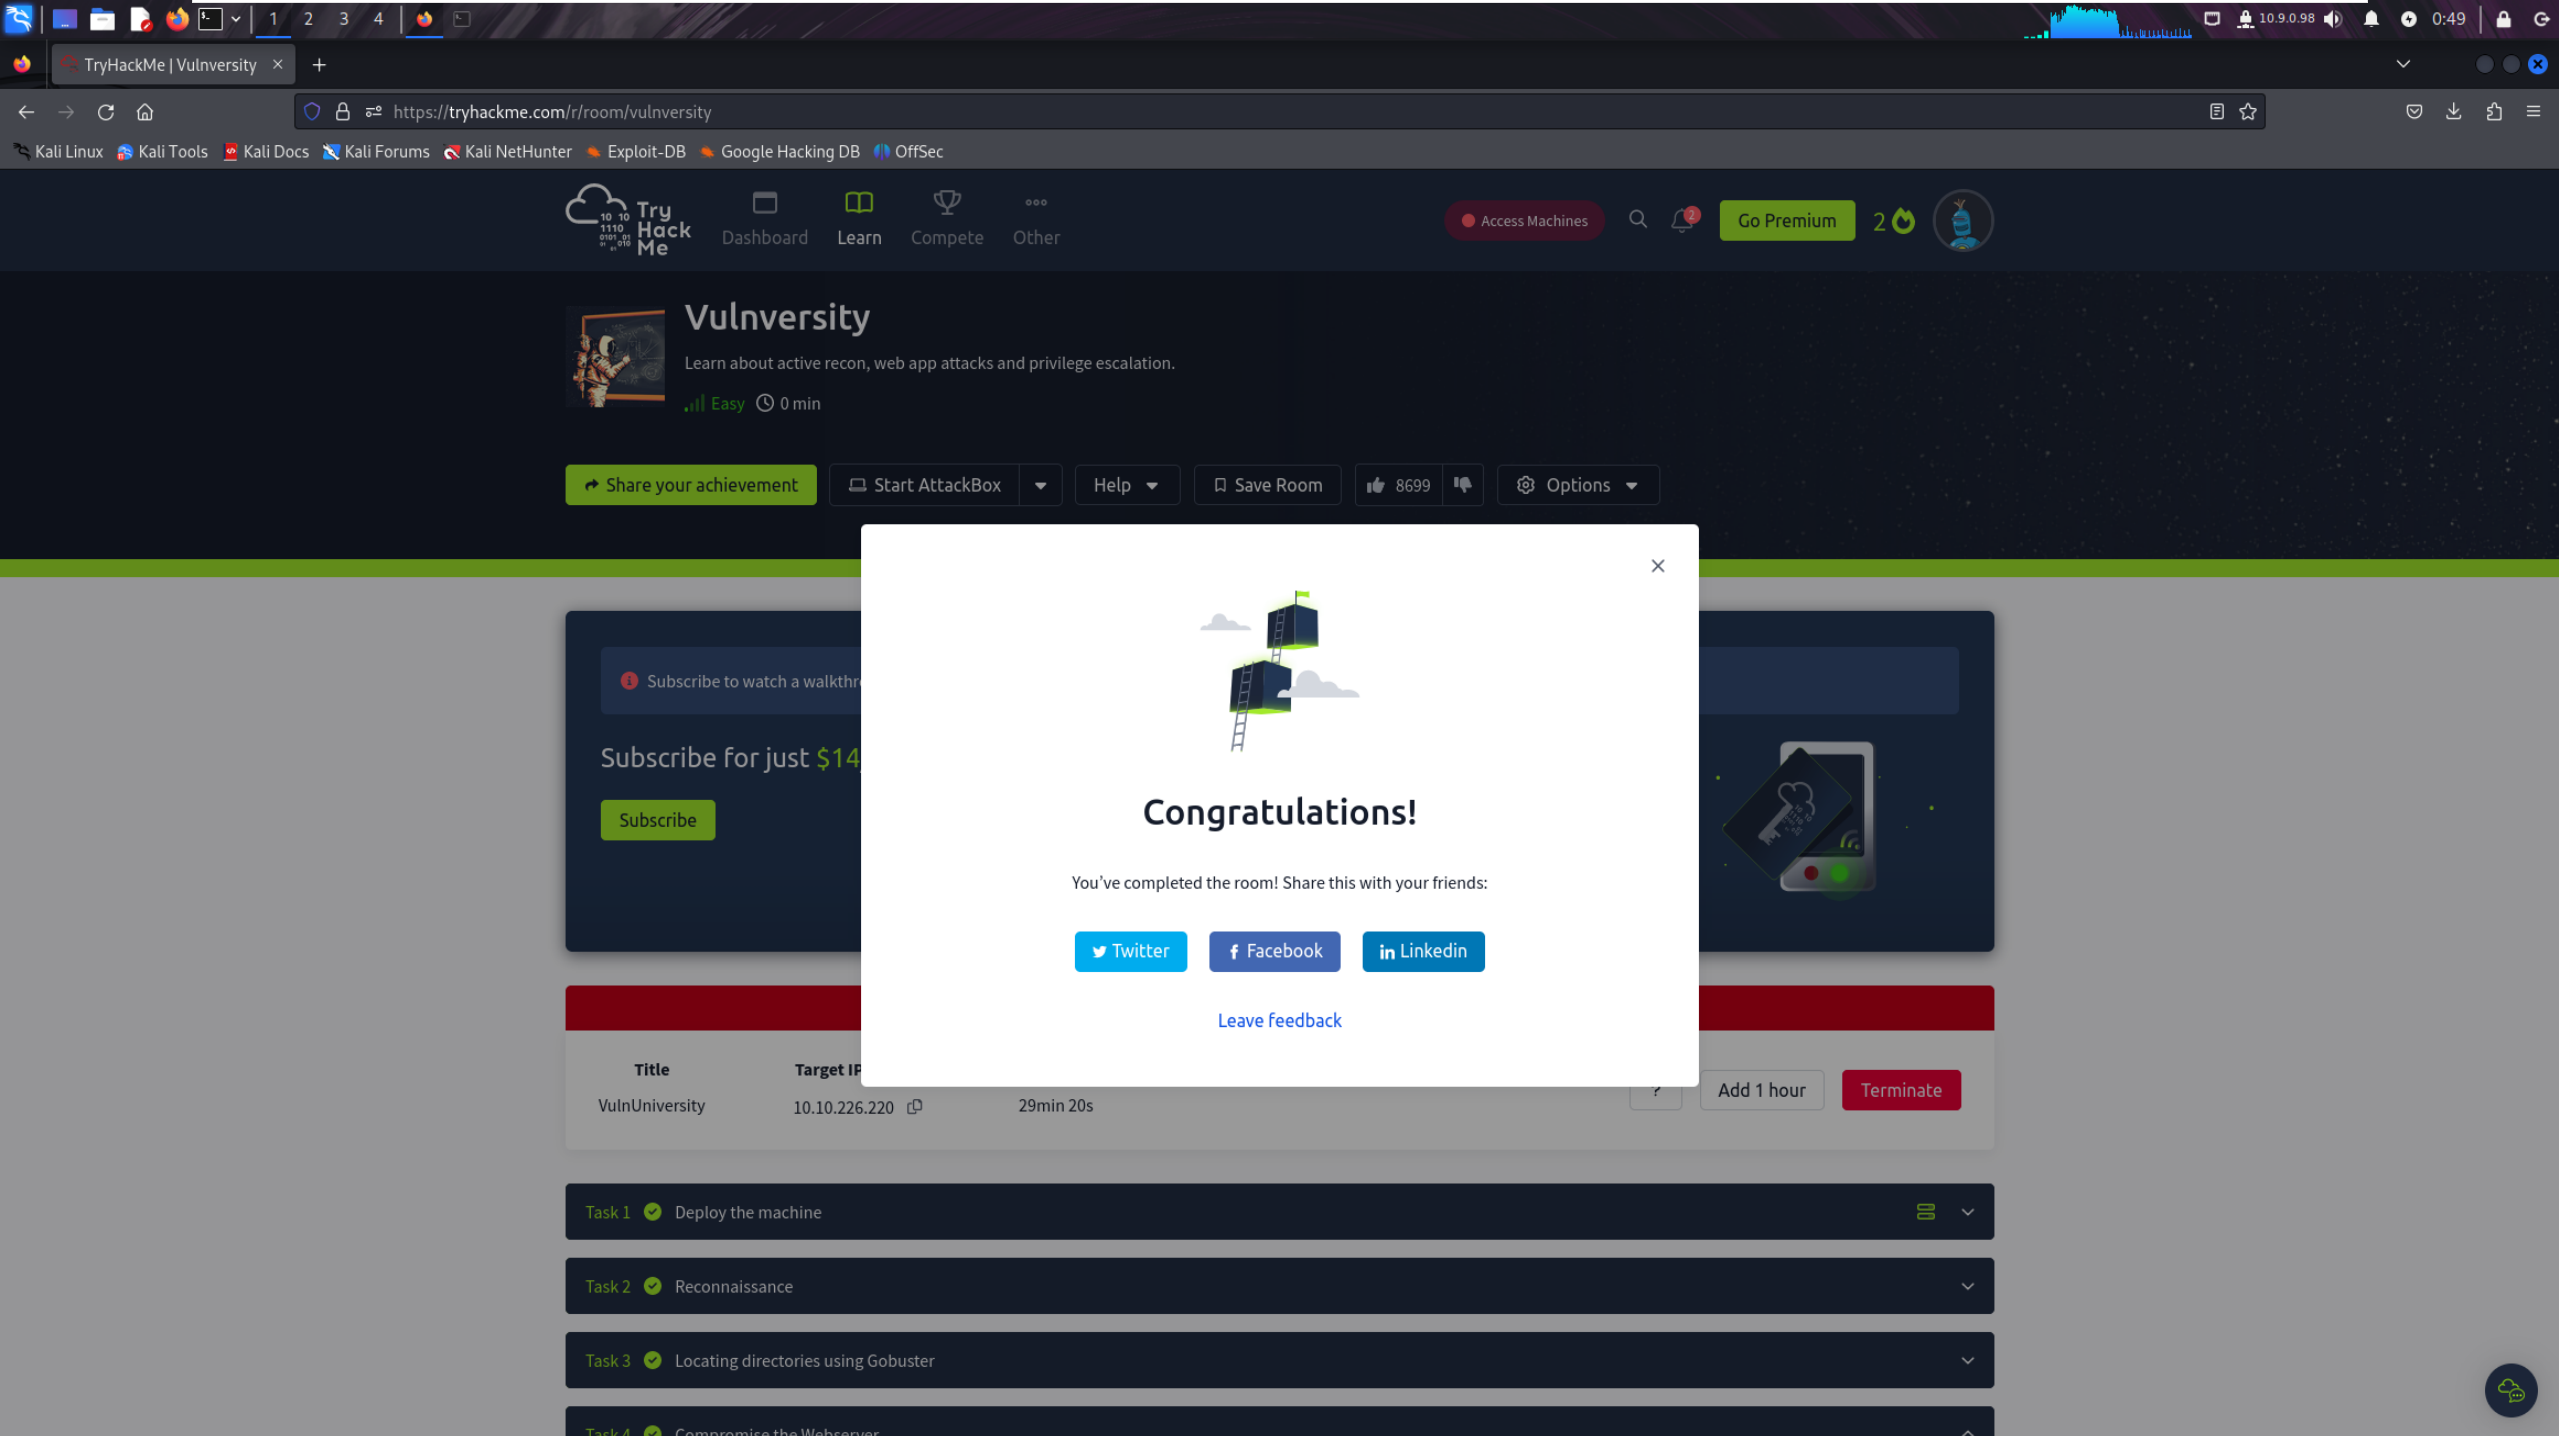 1 2 3 4 10.9.0.98 0:49
TryHackMe | Vulnversity
https://tryhackme.com/r/room/vulnversity
Kali Linux Kali Tools Kali Docs Kali Forums Kali NetHunter Exploit-DB Google Hacking DB OffSec
Try Hack Me
Dashboard Learn Compete Other Access Machines 2 Go Premium 2
Vulnversity
Learn about active recon, web app attacks and privilege escalation.
Easy 0 min
Share your achievement Start AttackBox Help Save Room 8699 Options
Subscribe to watch a walkthr
Subscribe for just $14
Subscribe
Congratulations!
You've completed the room! Share this with your friends:
Twitter Facebook Linkedin
Leave feedback
Title Target IP
VulnUniversity 10.10.226.220 29min 20s ? Add 1 hour Terminate
Task 1 Deploy the machine
Task 2 Reconnaissance
Task 3 Locating directories using Gobuster
Task 4 Compromise the Webserver